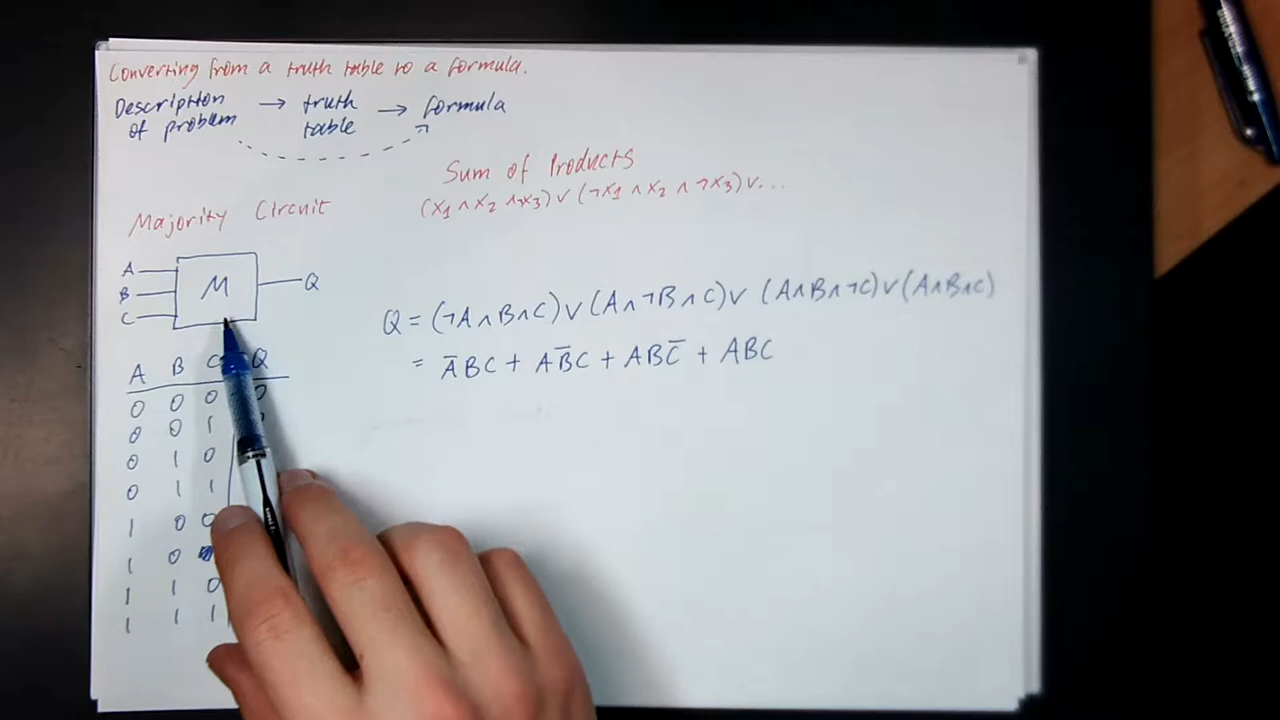 Converting from a truth table to a formula.
Description of problem → truth table → formula
Sum of Products
(X₁ ∧ X₂ ∧ X₃) ∨ (¬X₁ ∧ X₂ ∧ ¬X₃) ∨ ...
Majority Circuit
A
B
C
M
Q
Q = (¬A ∧ B ∧ C) ∨ (A ∧ ¬B ∧ C) ∨ (A ∧ B ∧ ¬C) ∨ (A ∧ B ∧ C)
= A̅BC + AB̅C + ABC̅ + ABC
A B C Q
0 0 0 0
0 0 1
0 1 0
0 1 1
1 0 0
1 0
1 1 0
1 1 1